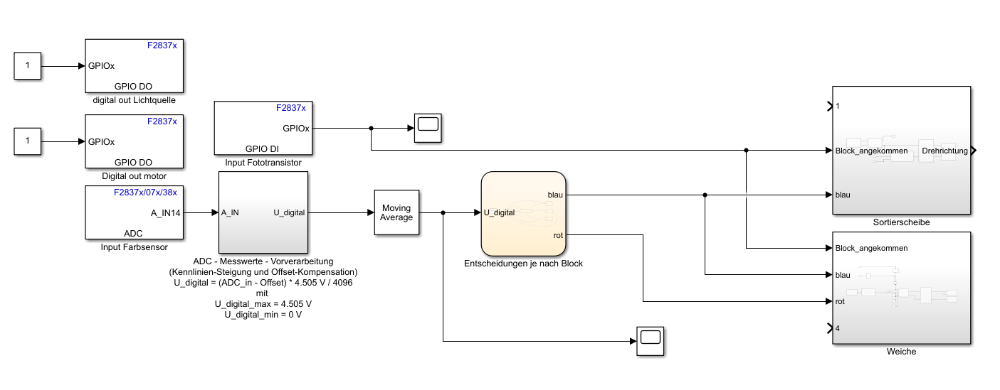 F2837x
1
GPIOx
GPIO DO
digital out Lichtquelle
F2837x
1
GPIOx
GPIO DO
Digital out motor
F2837x/07x/38x
A_IN14
ADC
Input Farbsensor
F2837x
GPIOx
GPIO DI
Input Fototransistor
A_IN
U_digital
ADC - Messwerte - Vorverarbeitung
(Kennlinien-Steigung und Offset-Kompensation)
U_digital = (ADC_in - Offset) * 4.505 V / 4096
mit
U_digital_max = 4.505 V
U_digital_min = 0 V
Moving
Average
U_digital
blau
rot
Entscheidungen je nach Block
1
Block_angekommen
Drehrichtung
blau
Sortierscheibe
Block_angekommen
blau
rot
4
Weiche